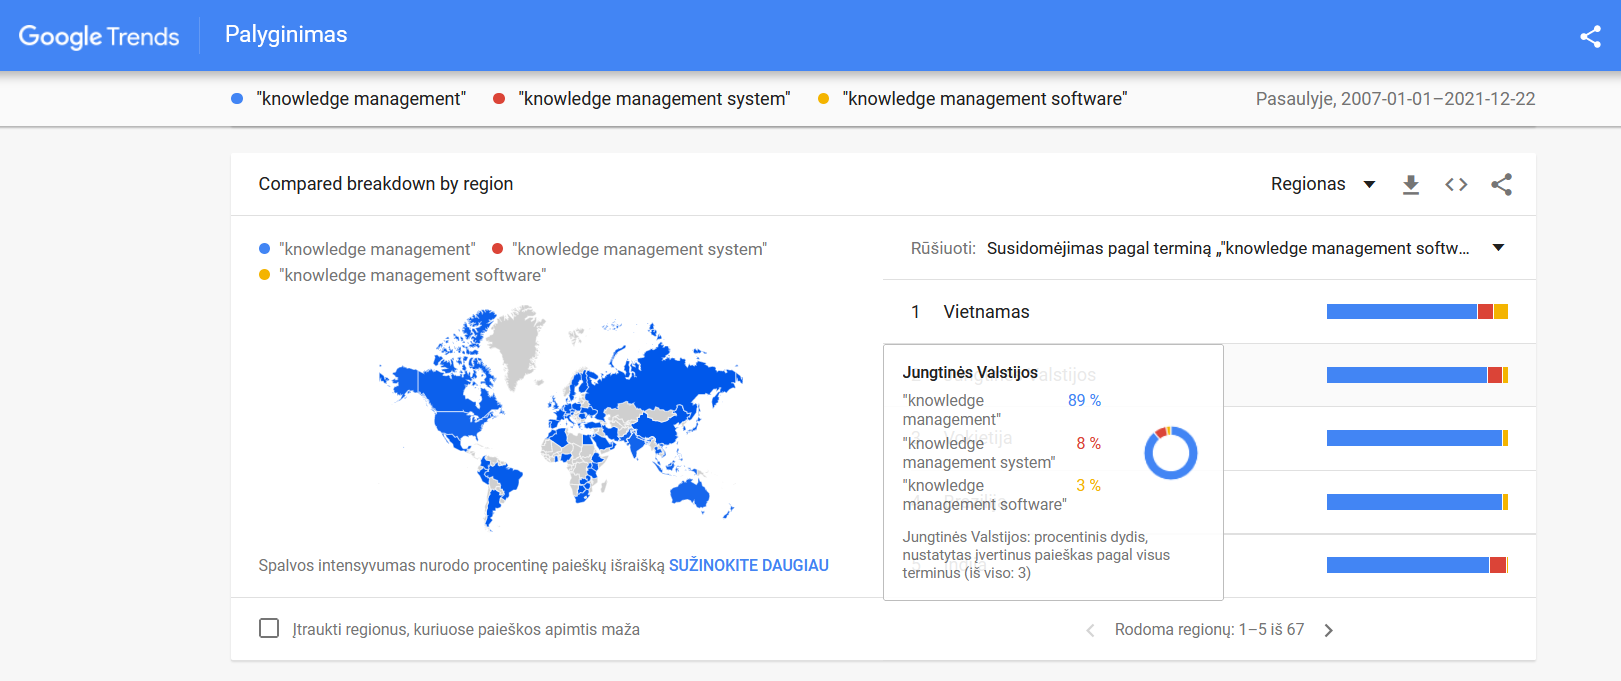 Google Trends
Palyginimas
"knowledge management"
"knowledge management system"
"knowledge management software"
Pasaulyje, 2007-01-01–2021-12-22
Compared breakdown by region
Regionas
"knowledge management"
"knowledge management system"
"knowledge management software"
Rūšiuoti: Susidomėjimas pagal terminą „"knowledge management softw...
1 Vietnamas
Jungtinės Valstijos
"knowledge
management"
89 %
"knowledge
management system"
8 %
"knowledge
management software"
3 %
Jungtinės Valstijos: procentinis dydis,
nustatytas įvertinus paieškas pagal visus
terminus (iš viso: 3)
Spalvos intensyvumas nurodo procentinę paieškų išraišką SUŽINOKITE DAUGIAU
Įtraukti regionus, kuriuose paieškos apimtis maža
Rodoma regionų: 1–5 iš 67